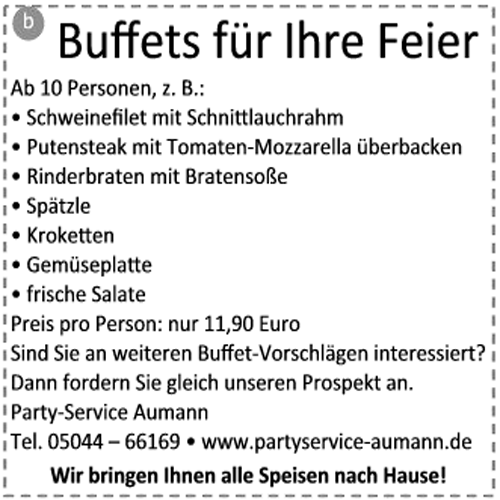 b
Buffets für Ihre Feier
Ab 10 Personen, z. B.:
• Schweinefilet mit Schnittlauchrahm
• Putensteak mit Tomaten-Mozzarella überbacken
• Rinderbraten mit Bratensoße
• Spätzle
• Kroketten
• Gemüseplatte
• frische Salate
Preis pro Person: nur 11,90 Euro
Sind Sie an weiteren Buffet-Vorschlägen interessiert?
Dann fordern Sie gleich unseren Prospekt an.
Party-Service Aumann
Tel. 05044 – 66169 • www.partyservice-aumann.de
Wir bringen Ihnen alle Speisen nach Hause!